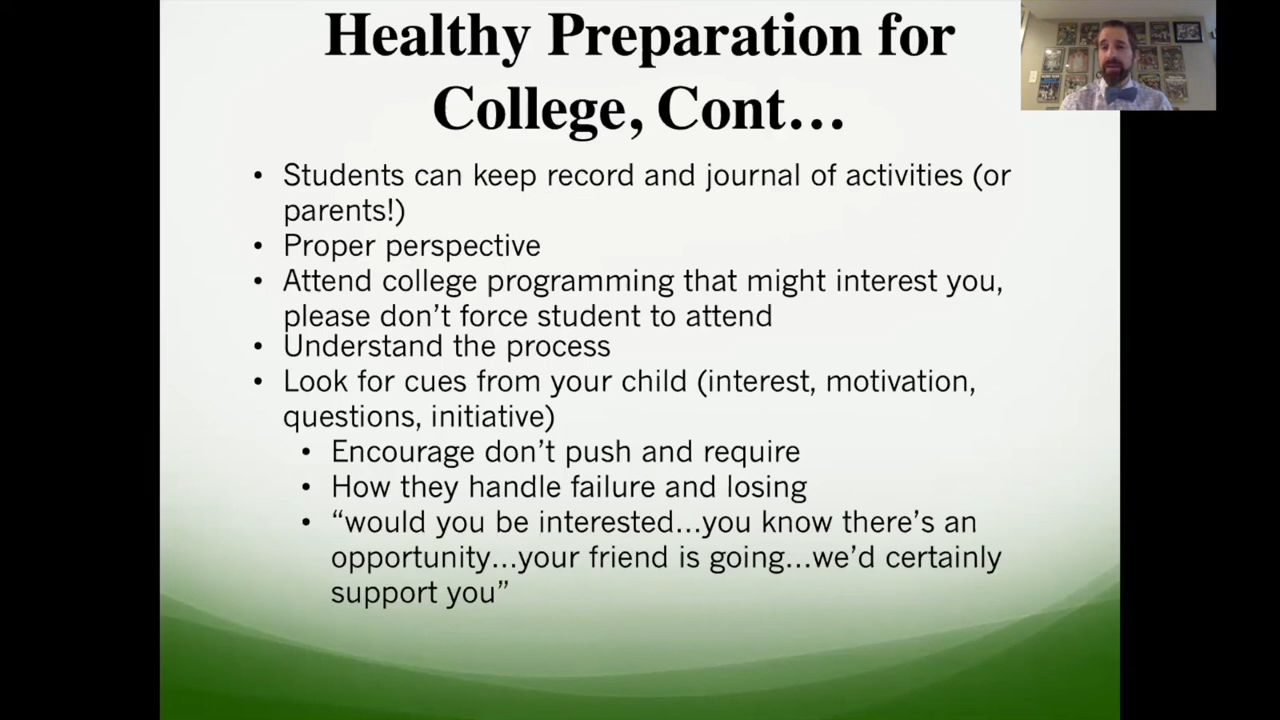 Healthy Preparation for
College, Cont…
• Students can keep record and journal of activities (or
parents!)
• Proper perspective
• Attend college programming that might interest you,
please don’t force student to attend
• Understand the process
• Look for cues from your child (interest, motivation,
questions, initiative)
• Encourage don’t push and require
• How they handle failure and losing
• “would you be interested…you know there’s an
opportunity…your friend is going…we’d certainly
support you”